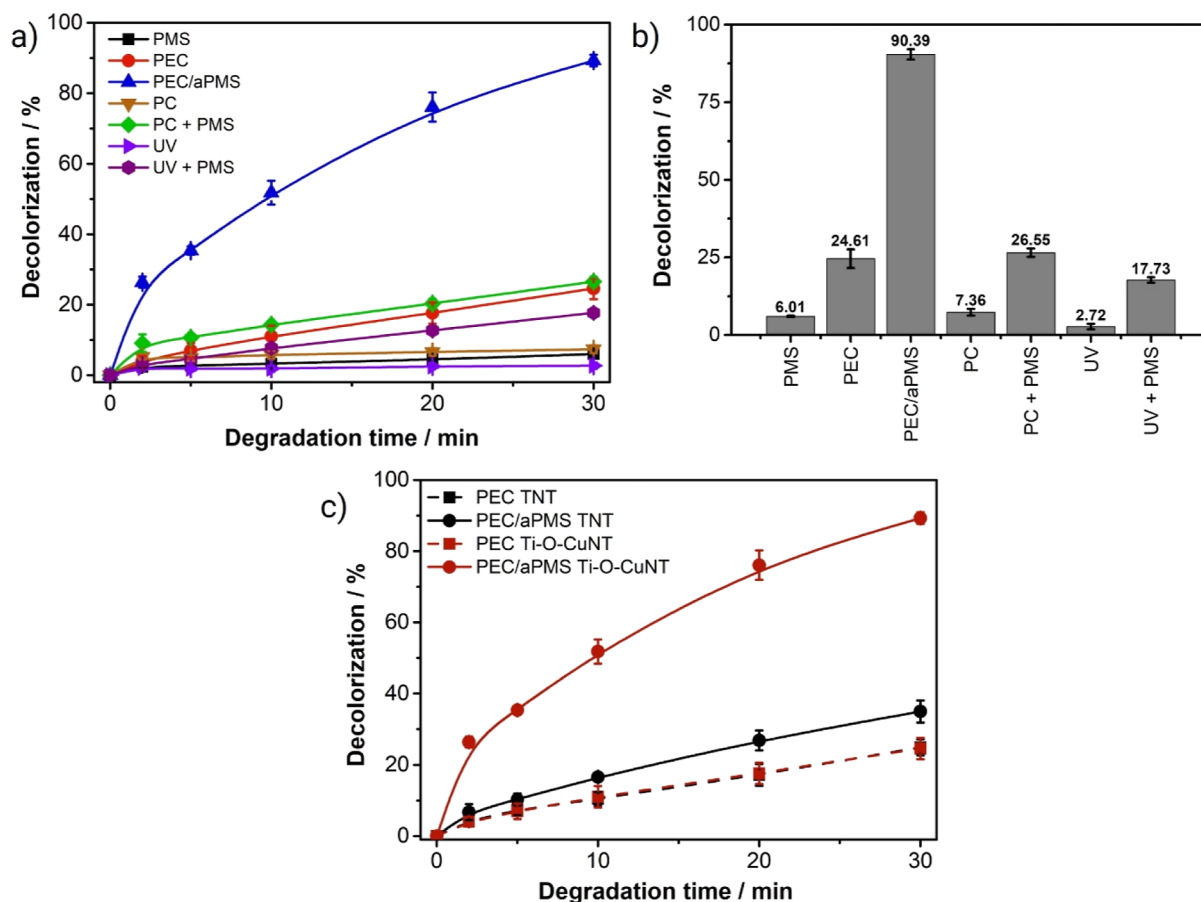 a)
100
80
60
40
20
0
Decolorization / %
PMS
PEC
PEC/aPMS
PC
PC + PMS
UV
UV + PMS
0
10
20
30
Degradation time / min
b)
100
75
50
25
0
Decolorization / %
6.01
24.61
90.39
7.36
26.55
2.72
17.73
PMS
PEC
PEC/aPMS
PC
PC + PMS
UV
UV + PMS
c)
100
80
60
40
20
0
Decolorization / %
PEC TNT
PEC/aPMS TNT
PEC Ti-O-CuNT
PEC/aPMS Ti-O-CuNT
0
10
20
30
Degradation time / min